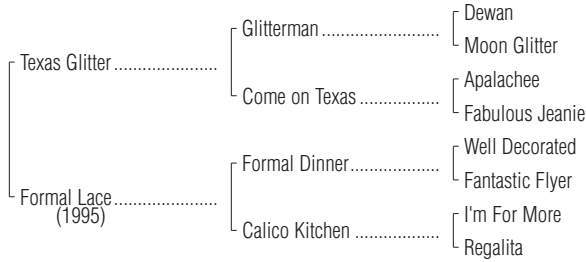 Dewan
Glitterman
Moon Glitter
Texas Glitter
Apalachee
Come on Texas
Fabulous Jeanie
Well Decorated
Formal Dinner
Fantastic Flyer
Formal Lace
(1995)
I'm For More
Calico Kitchen
Regalita